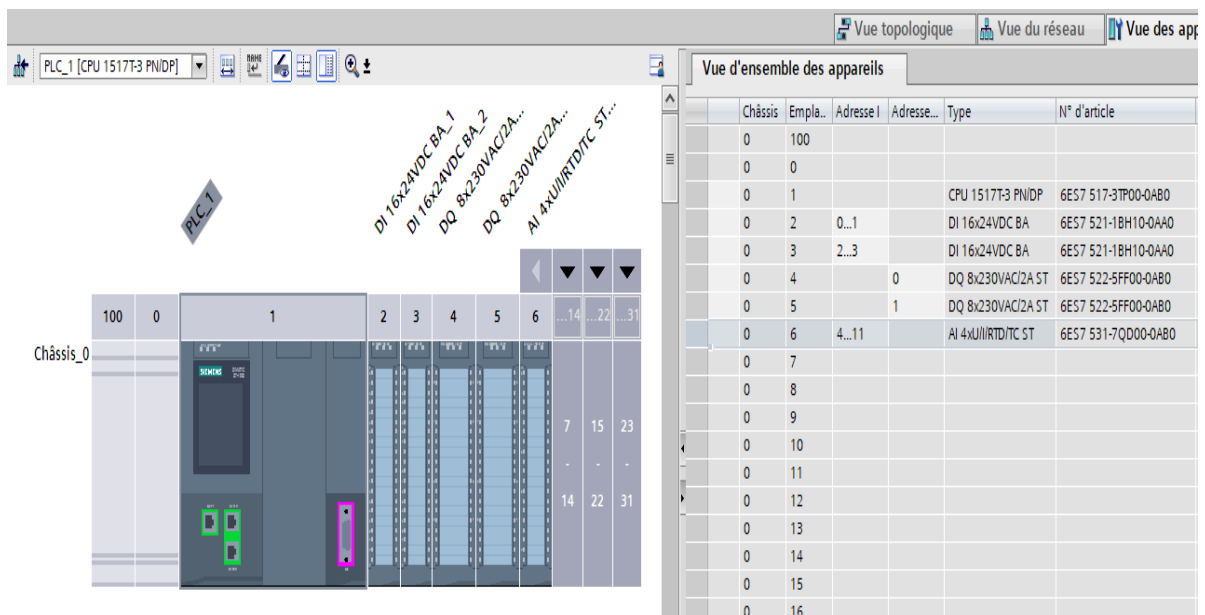 Vue topologique Vue du réseau Vue des app
PLC_1 [CPU 1517T-3 PN/DP]
Vue d'ensemble des appareils
PLC_1
DI 16x24VDC BA_1
DI 16x24VDC BA_2
DQ 8x230VAC/2A...
DQ 8x230VAC/2A...
AI 4xU/I/RTD/TC ST...
100 0 1 2 3 4 5 6 ...14 ...22 ...31
Châssis_0
SIEMENS
7 15 23
- - -
14 22 31
Châssis Empla.. Adresse I Adresse... Type N° d'article
0 100
0 0
0 1 CPU 1517T-3 PN/DP 6ES7 517-3TP00-0AB0
0 2 0...1 DI 16x24VDC BA 6ES7 521-1BH10-0AA0
0 3 2...3 DI 16x24VDC BA 6ES7 521-1BH10-0AA0
0 4 0 DQ 8x230VAC/2A ST 6ES7 522-5FF00-0AB0
0 5 1 DQ 8x230VAC/2A ST 6ES7 522-5FF00-0AB0
0 6 4...11 AI 4xU/I/RTD/TC ST 6ES7 531-7QD00-0AB0
0 7
0 8
0 9
0 10
0 11
0 12
0 13
0 14
0 15
0 16